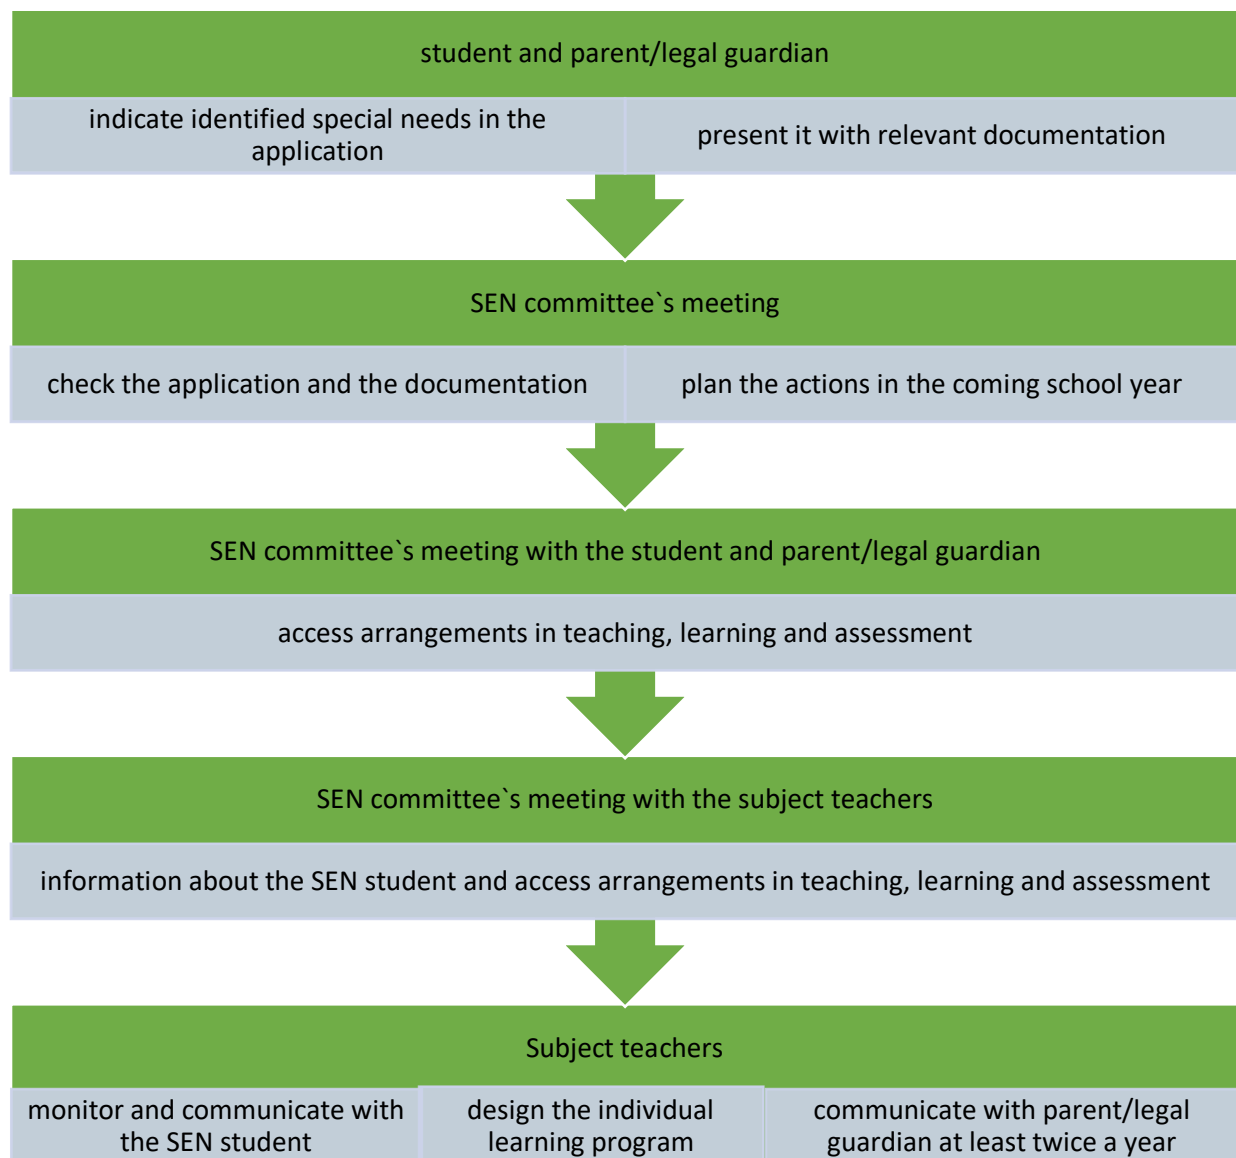 student and parent/legal guardian
indicate identified special needs in the
application
present it with relevant documentation
SEN committee`s meeting
check the application and the documentation
plan the actions in the coming school year
SEN committee`s meeting with the student and parent/legal guardian
access arrangements in teaching, learning and assessment
SEN committee`s meeting with the subject teachers
information about the SEN student and access arrangements in teaching, learning and assessment
Subject teachers
monitor and communicate with
the SEN student
design the individual
learning program
communicate with parent/legal
guardian at least twice a year